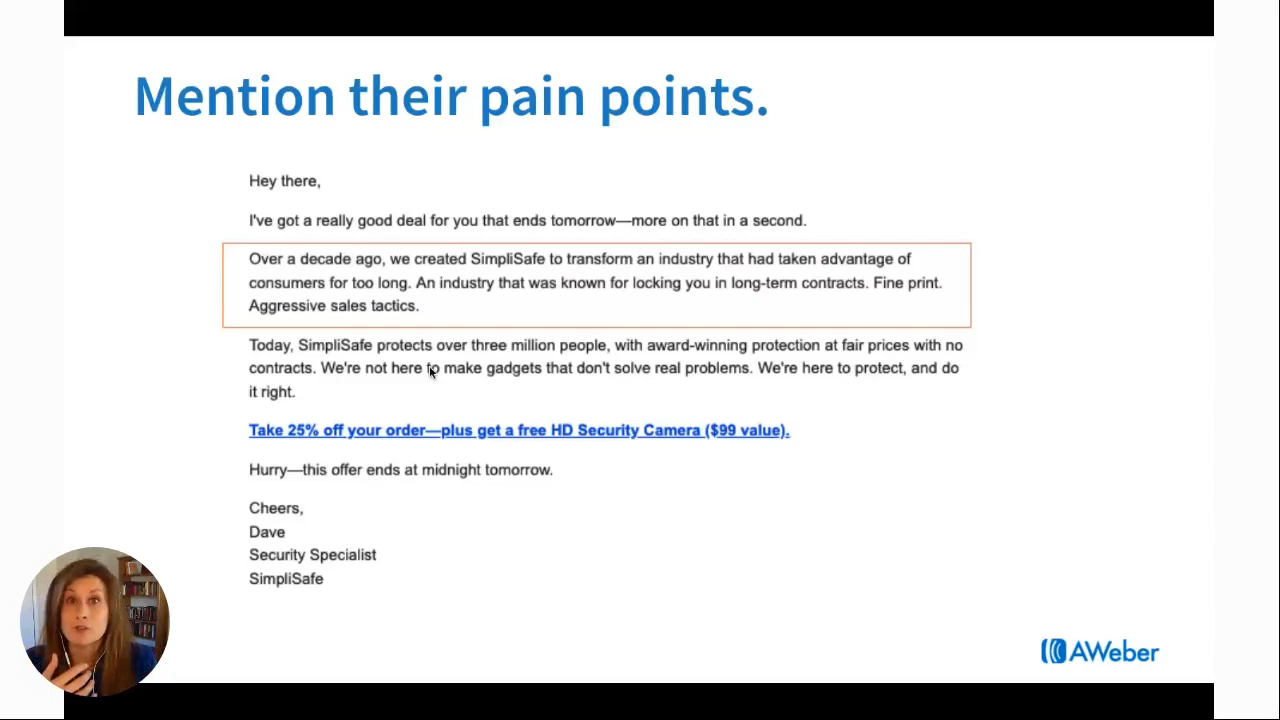 Mention their pain points.
Hey there,
I've got a really good deal for you that ends tomorrow—more on that in a second.
Over a decade ago, we created SimpliSafe to transform an industry that had taken advantage of
consumers for too long. An industry that was known for locking you in long-term contracts. Fine print.
Aggressive sales tactics.
Today, SimpliSafe protects over three million people, with award-winning protection at fair prices with no
contracts. We're not here to make gadgets that don't solve real problems. We're here to protect, and do
it right.
Take 25% off your order—plus get a free HD Security Camera ($99 value).
Hurry—this offer ends at midnight tomorrow.
Cheers,
Dave
Security Specialist
SimpliSafe
AWeber